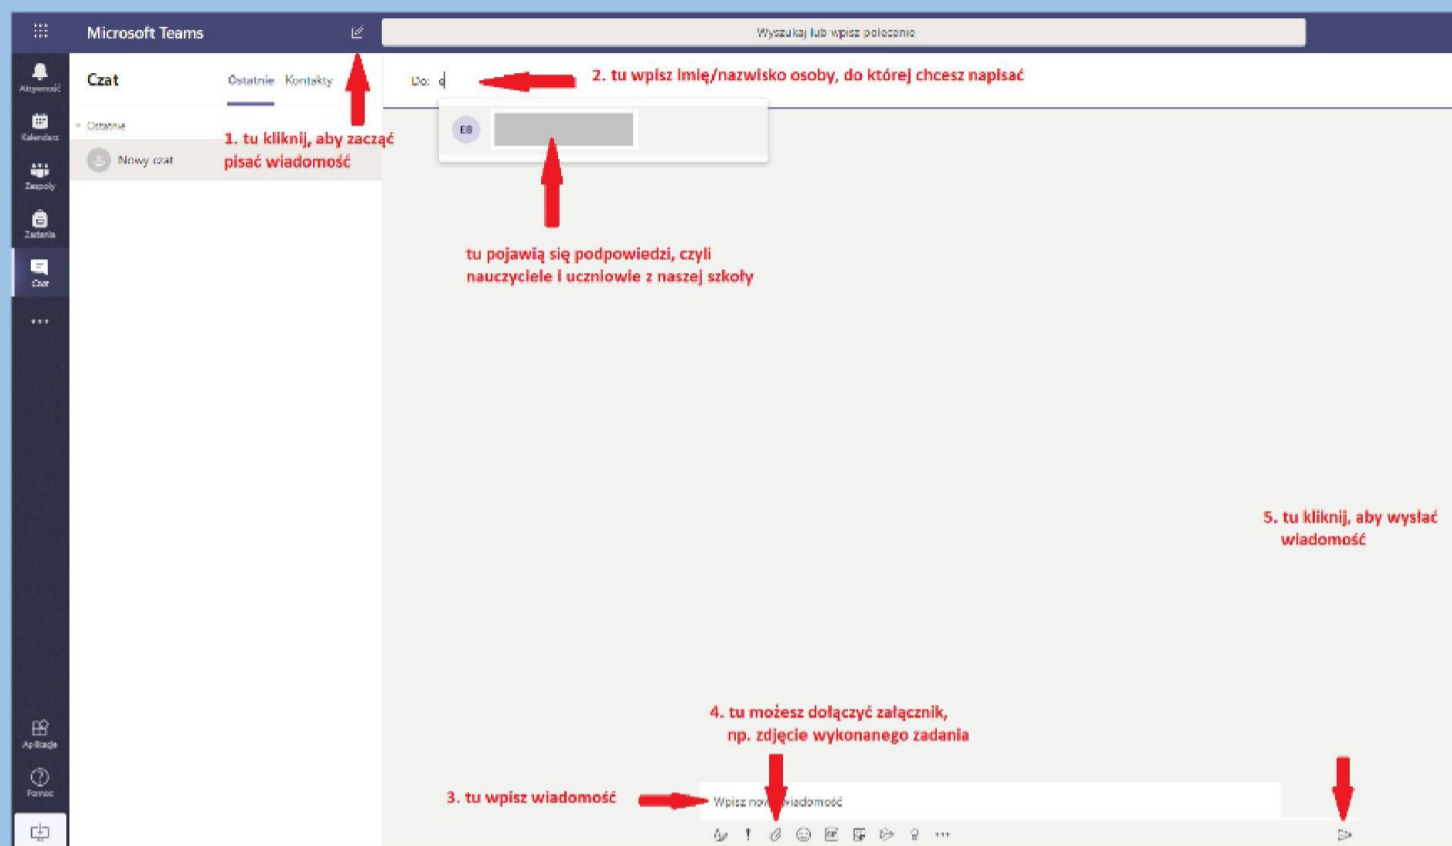 Microsoft Teams
Wyszukaj lub wpisz polecenie
Aktywność
Kalendarz
Zespoły
Zadania
Czat
Aplikacje
Pomoc
Czat
Ostatnie Kontakty
Ostatnie
Nowy czat
1. tu kliknij, aby zacząć
pisać wiadomość
Do:
2. tu wpisz imię/nazwisko osoby, do której chcesz napisać
EB
tu pojawią się podpowiedzi, czyli
nauczyciele i uczniowie z naszej szkoły
5. tu kliknij, aby wysłać
wiadomość
4. tu możesz dołączyć załącznik,
np. zdjęcie wykonanego zadania
3. tu wpisz wiadomość
Wpisz wiadomość
GIF